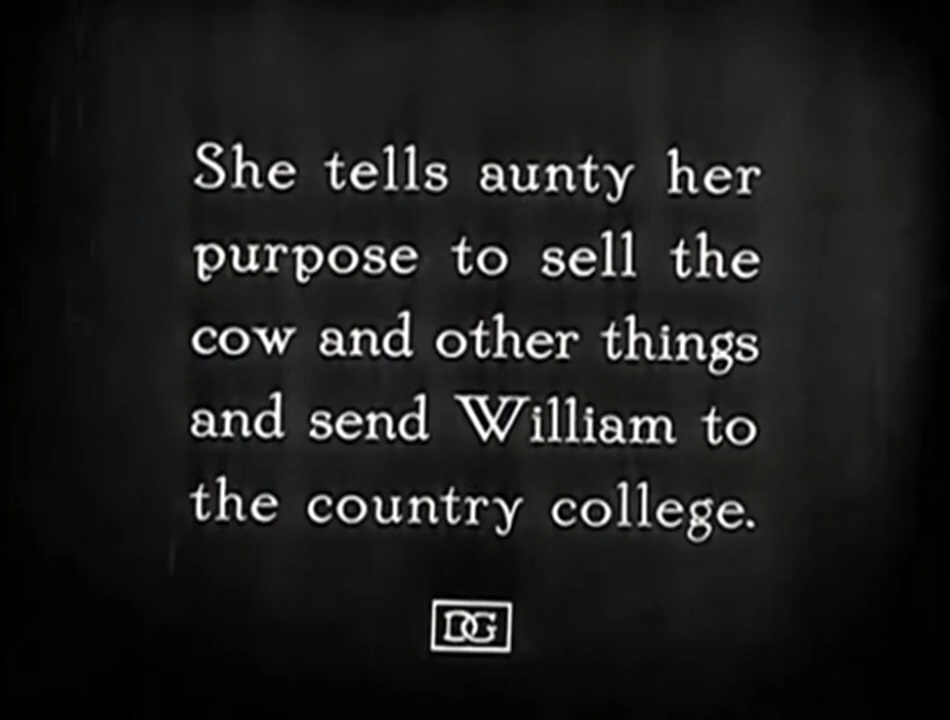 She tells aunty her
purpose to sell the
cow and other things
and send William to
the country college.
DG